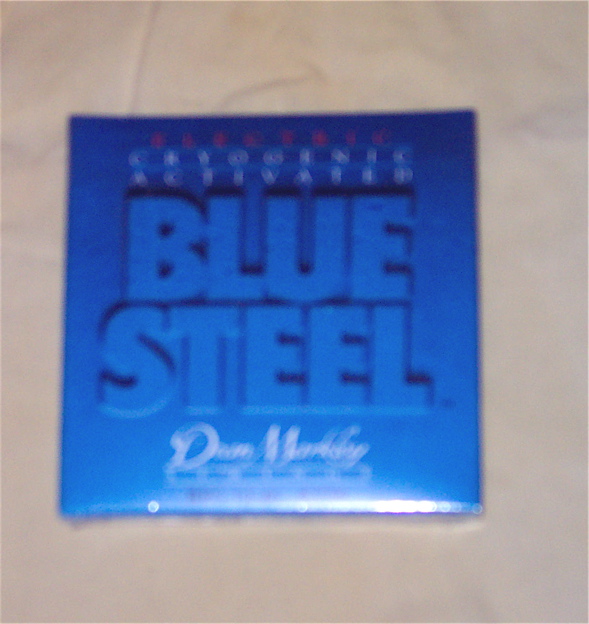 ELECTRIC
CRYOGENIC
ACTIVATED
BLUE
STEEL
Dean Markley